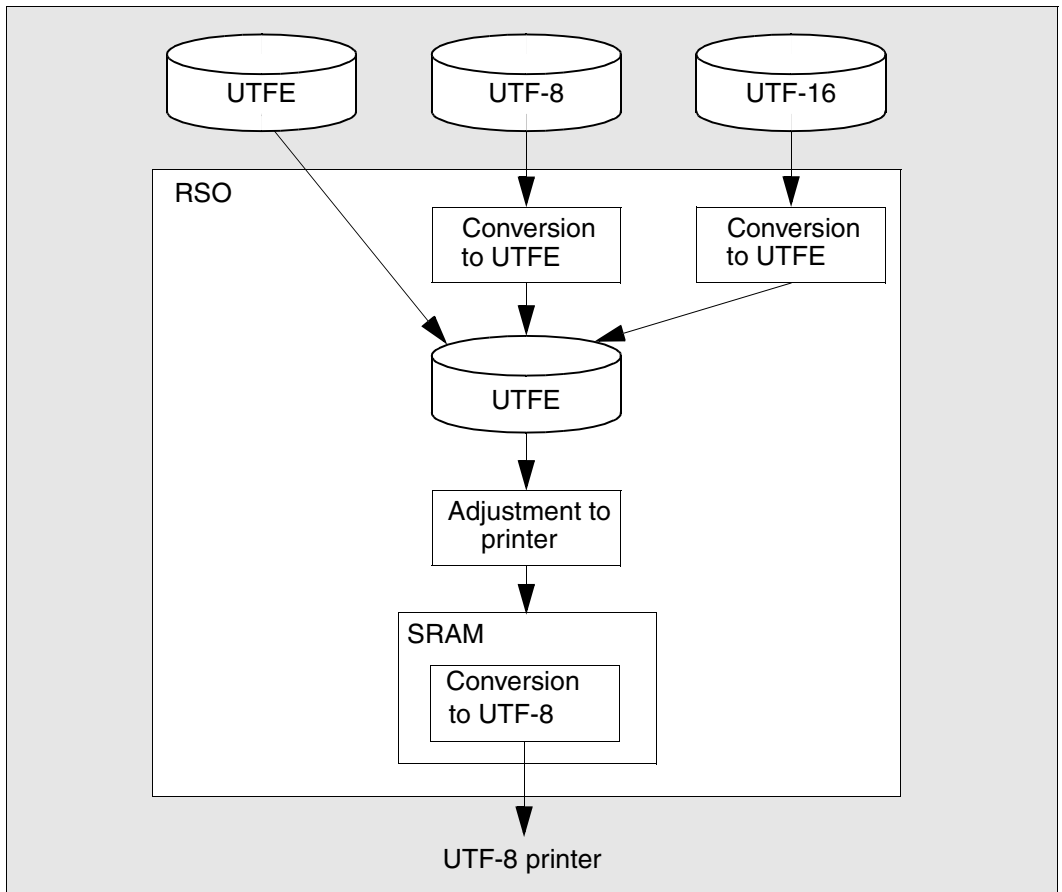 UTFE
UTF-8
UTF-16
RSO
Conversion
to UTFE
Conversion
to UTFE
UTFE
Adjustment to
printer
SRAM
Conversion
to UTF-8
UTF-8 printer